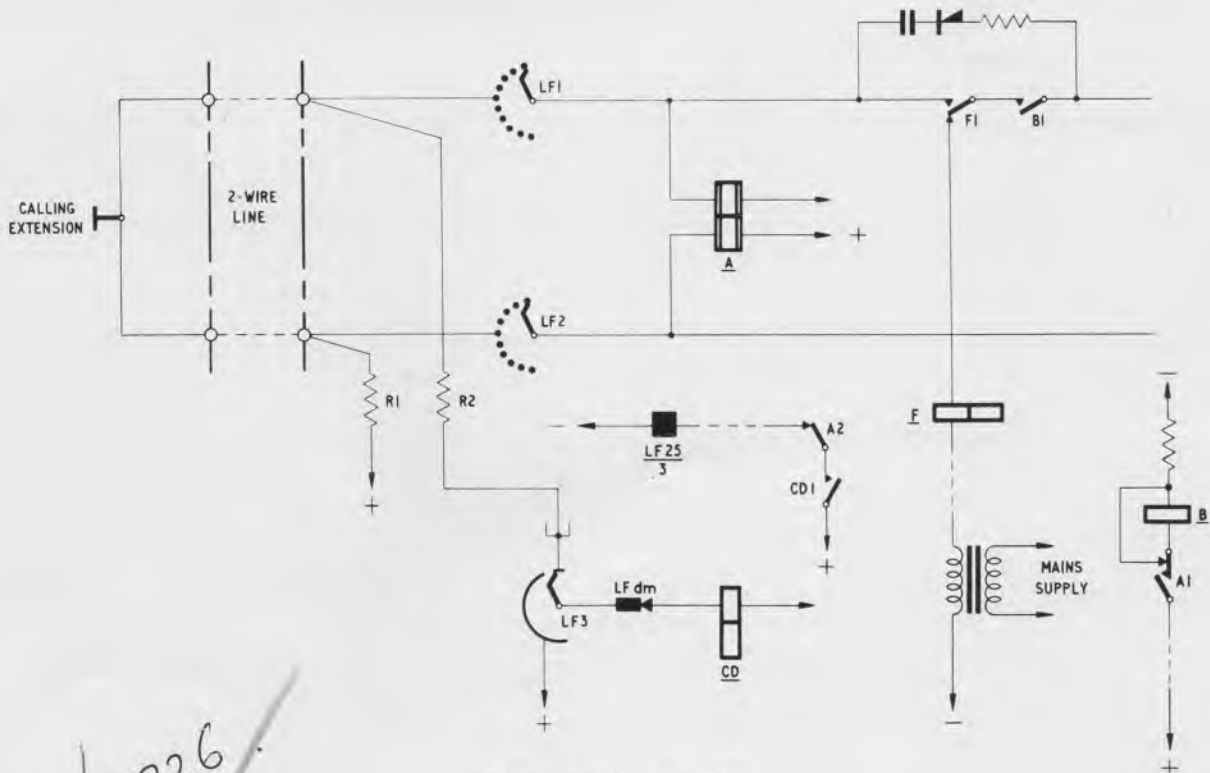 LF1
F1
B1
CALLING
EXTENSION
2-WIRE
LINE
A
+
LF2
R1
R2
F
−
−
LF25
3
A2
CD1
+
+
B
LF dm
MAINS
SUPPLY
A1
LF3
CD
+
−
+